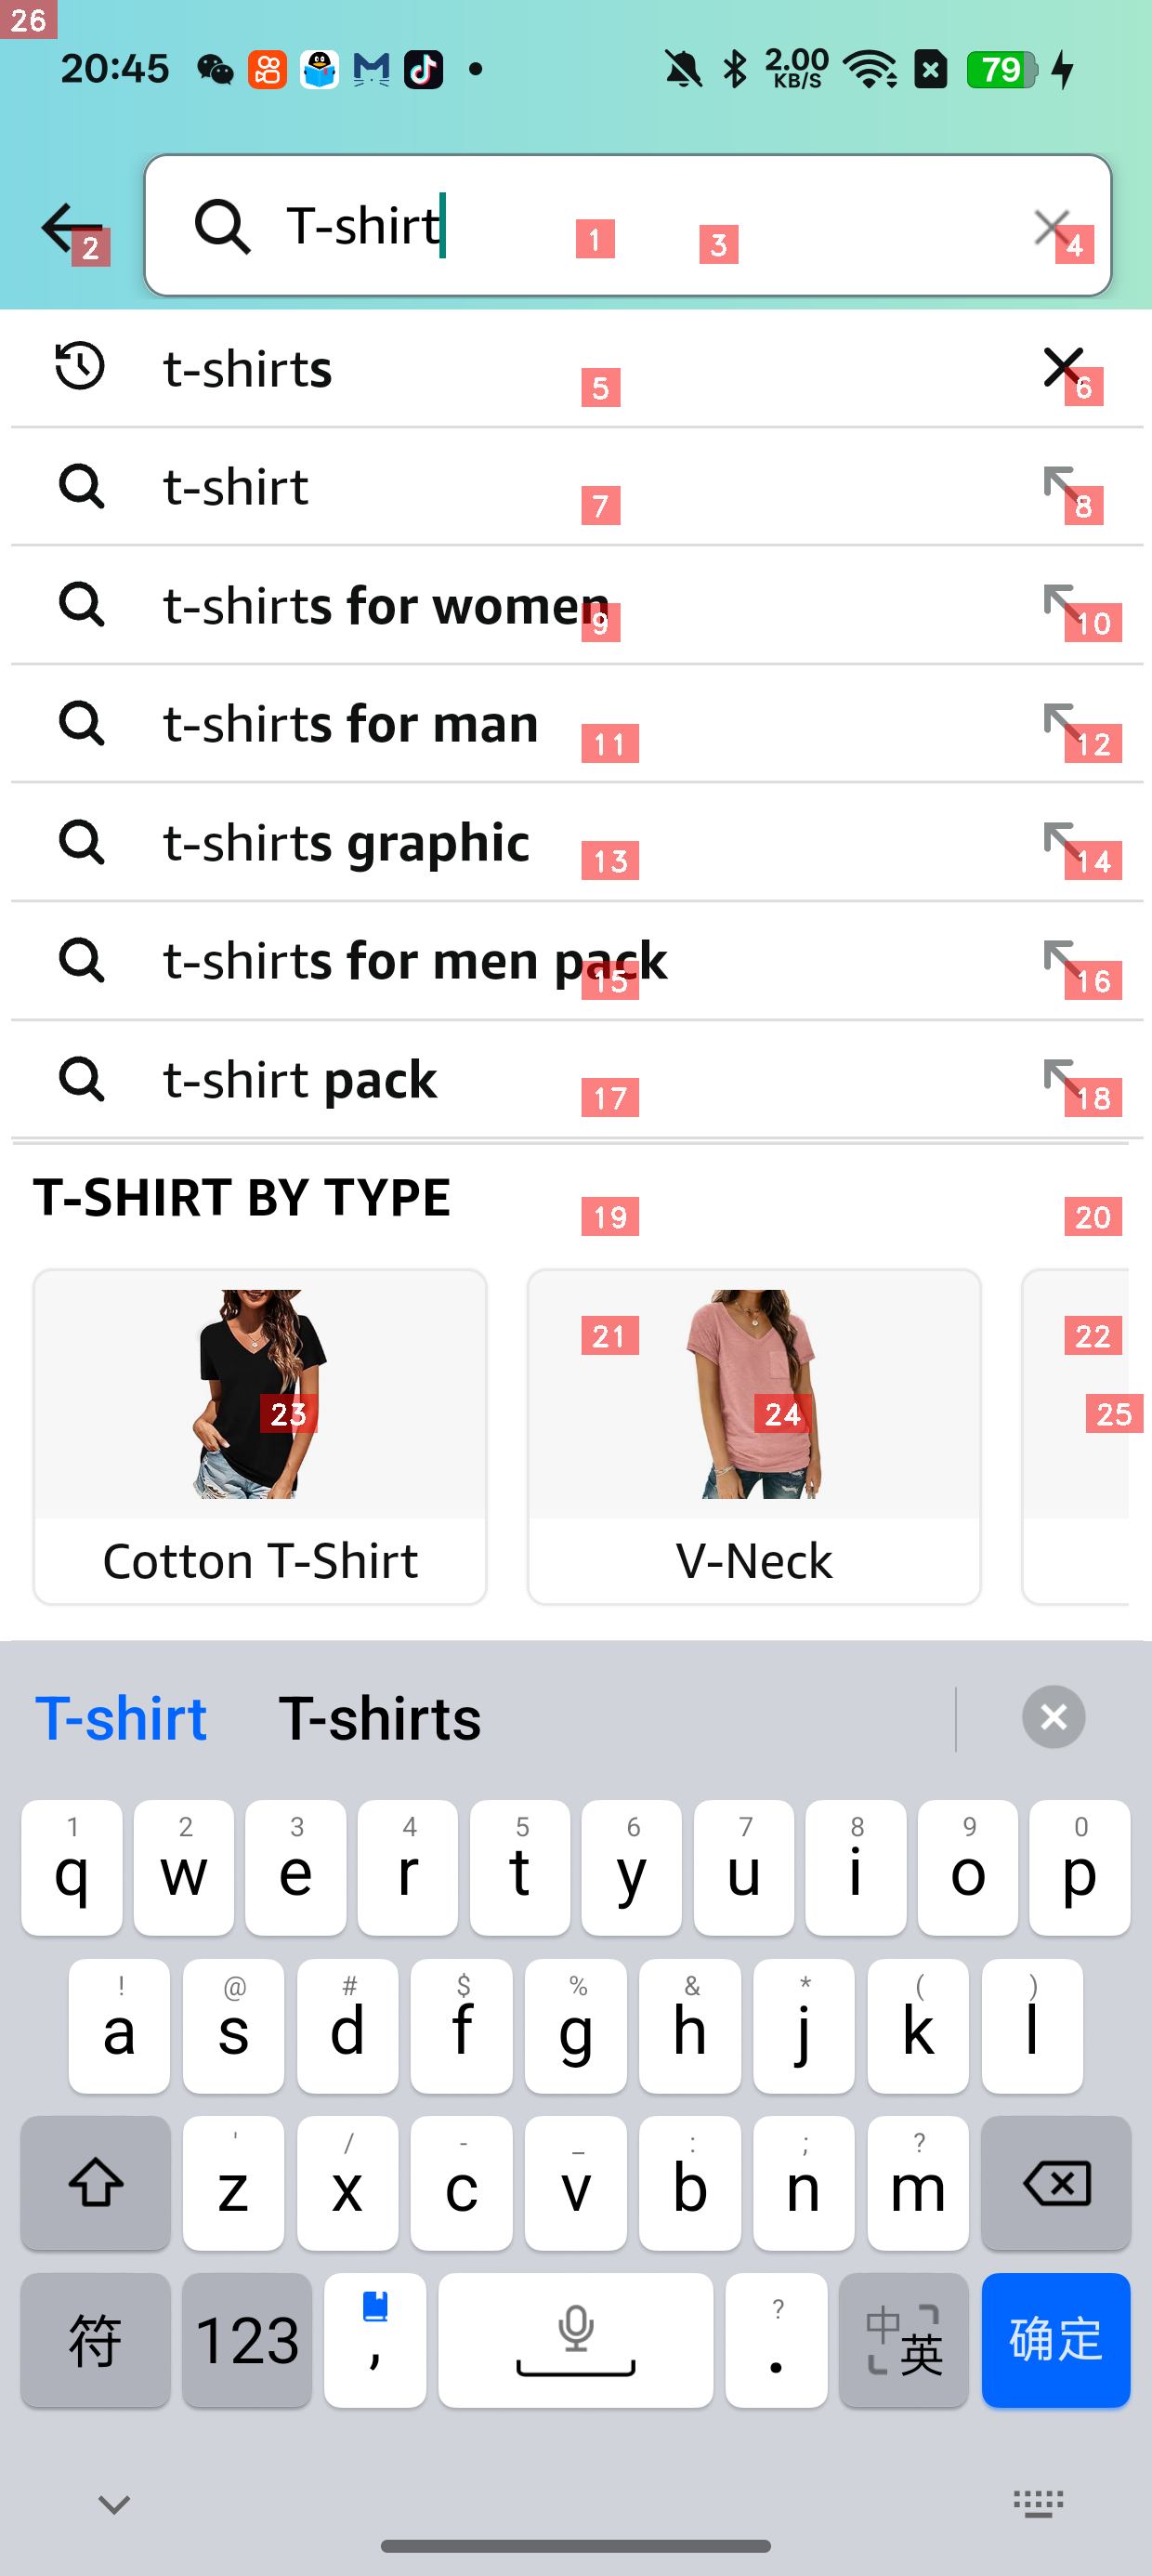 26
20:45
2.00
KB/S
79
2
T-shirt
1
3
4
t-shirts
5
6
t-shirt
7
8
t-shirts for women
9
10
t-shirts for man
11
12
t-shirts graphic
13
14
t-shirts for men pack
15
16
t-shirt pack
17
18
T-SHIRT BY TYPE
19
20
21
22
23
24
25
Cotton T-Shirt
V-Neck
T-shirt T-shirts
1 2 3 4 5 6 7 8 9 0
q w e r t y u i o p
! @ # $ % & * ( )
a s d f g h j k l
' / - _ : ; ?
z x c v b n m
?
符 123 , . 中英 确定